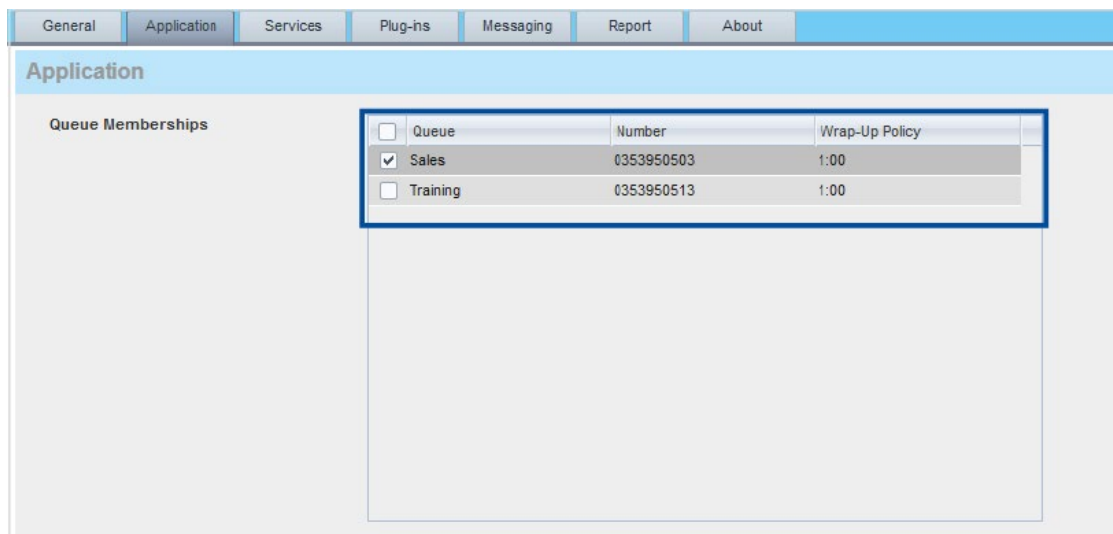 General Application Services Plug-ins Messaging Report About
Application
Queue Memberships
Queue Number Wrap-Up Policy
Sales 0353950503 1:00
Training 0353950513 1:00